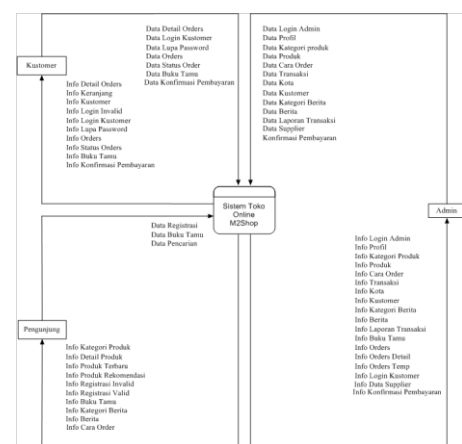 Kustomer
Data Detail Orders
Data Login Kustomer
Data Lupa Password
Data Orders
Data Status Order
Data Buku Tamu
Data Konfirmasi Pembayaran
Data Login Admin
Data Profil
Data Kategori produk
Data Produk
Data Cara Order
Data Transaksi
Data Kota
Data Kustomer
Data Kategori Berita
Data Berita
Data Laporan Transaksi
Data Supplier
Konfirmasi Pembayaran
Info Detail Orders
Info Keranjang
Info Kustomer
Info Login Invalid
Info Login Kustomer
Info Lupa Password
Info Orders
Info Status Orders
Info Buku Tamu
Info Konfirmasi Pembayaran
Sistem Toko
Online
M2Shop
Admin
Data Registrasi
Data Buku Tamu
Data Pencarian
Info Login Admin
Info Profil
Info Kategori Produk
Info Produk
Info Cara Order
Info Transaksi
Info Kota
Info Kustomer
Info Kategori Berita
Info Berita
Info Laporan Transaksi
Info Buku Tamu
Info Orders
Info Orders Detail
Info Orders Temp
Info Login Kustomer
Info Data Supplier
Info Konfirmasi Pembayaran
Pengunjung
Info Kategori Produk
Info Detail Produk
Info Produk Terbaru
Info Produk Rekomendasi
Info Registrasi Invalid
Info Registrasi Valid
Info Buku Tamu
Info Kategori Berita
Info Berita
Info Cara Order